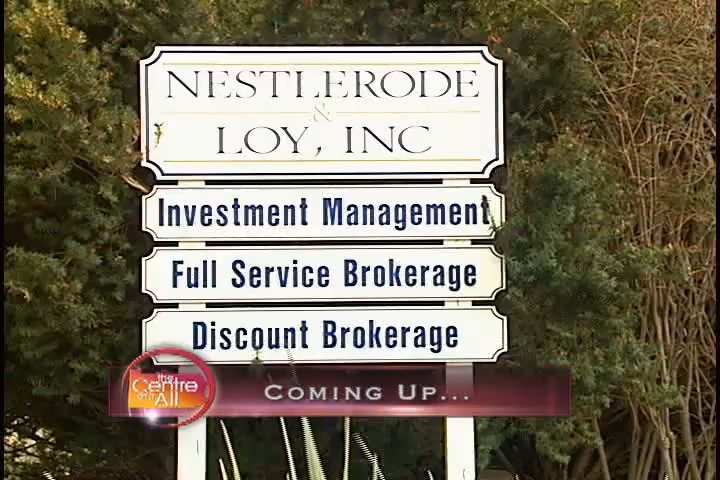 NESTLERODE
&
LOY, INC
Investment Management
Full Service Brokerage
Discount Brokerage
the
Centre
of it
All
COMING UP...